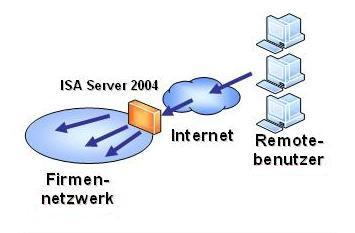 ISA Server 2004
Internet
Remote-
benutzer
Firmen-
netzwerk